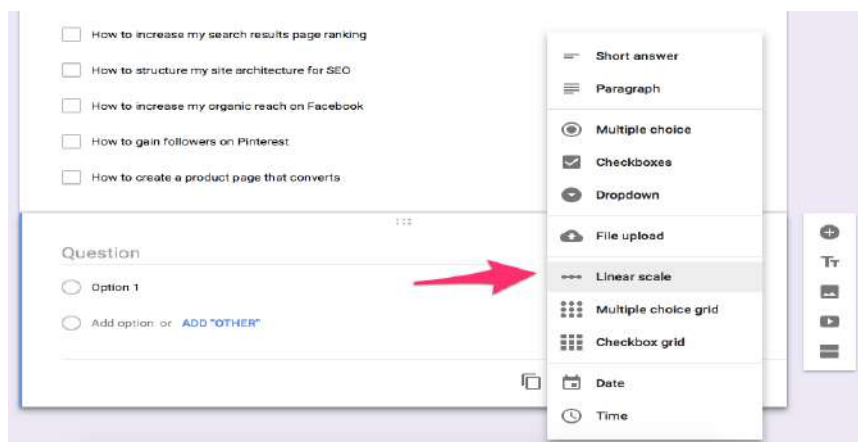 How to increase my search results page ranking
How to structure my site architecture for SEO
How to increase my organic reach on Facebook
How to gain followers on Pinterest
How to create a product page that converts
Question
Option 1
Add option or ADD "OTHER"
Short answer
Paragraph
Multiple choice
Checkboxes
Dropdown
File upload
Linear scale
Multiple choice grid
Checkbox grid
Date
Time
Tт